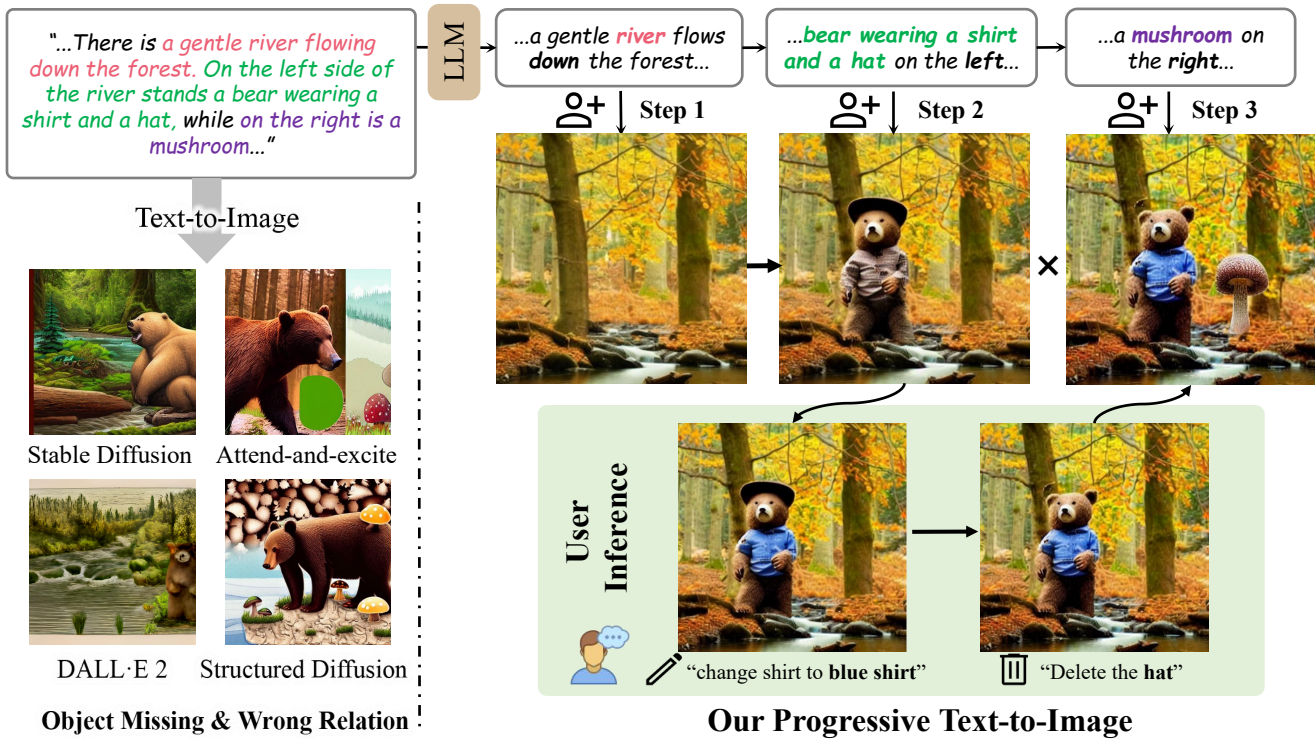 “...There is a gentle river flowing
down the forest. On the left side of
the river stands a bear wearing a
shirt and a hat, while on the right is a
mushroom...”
LLM
...a gentle river flows
down the forest...
...bear wearing a shirt
and a hat on the left...
...a mushroom on
the right...
Step 1
Step 2
Step 3
Text-to-Image
Stable Diffusion
Attend-and-excite
DALL·E 2
Structured Diffusion
Object Missing & Wrong Relation
User
Inference
“change shirt to blue shirt”
“Delete the hat”
Our Progressive Text-to-Image